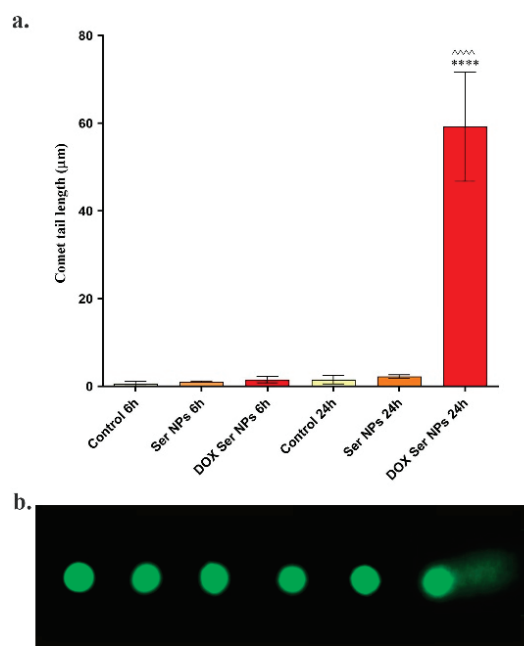 a.
80
^^^^
****
60
40
20
0
Comet tail length (μm)
Control 6h
Ser NPs 6h
DOX Ser NPs 6h
Control 24h
Ser NPs 24h
DOX Ser NPs 24h
b.